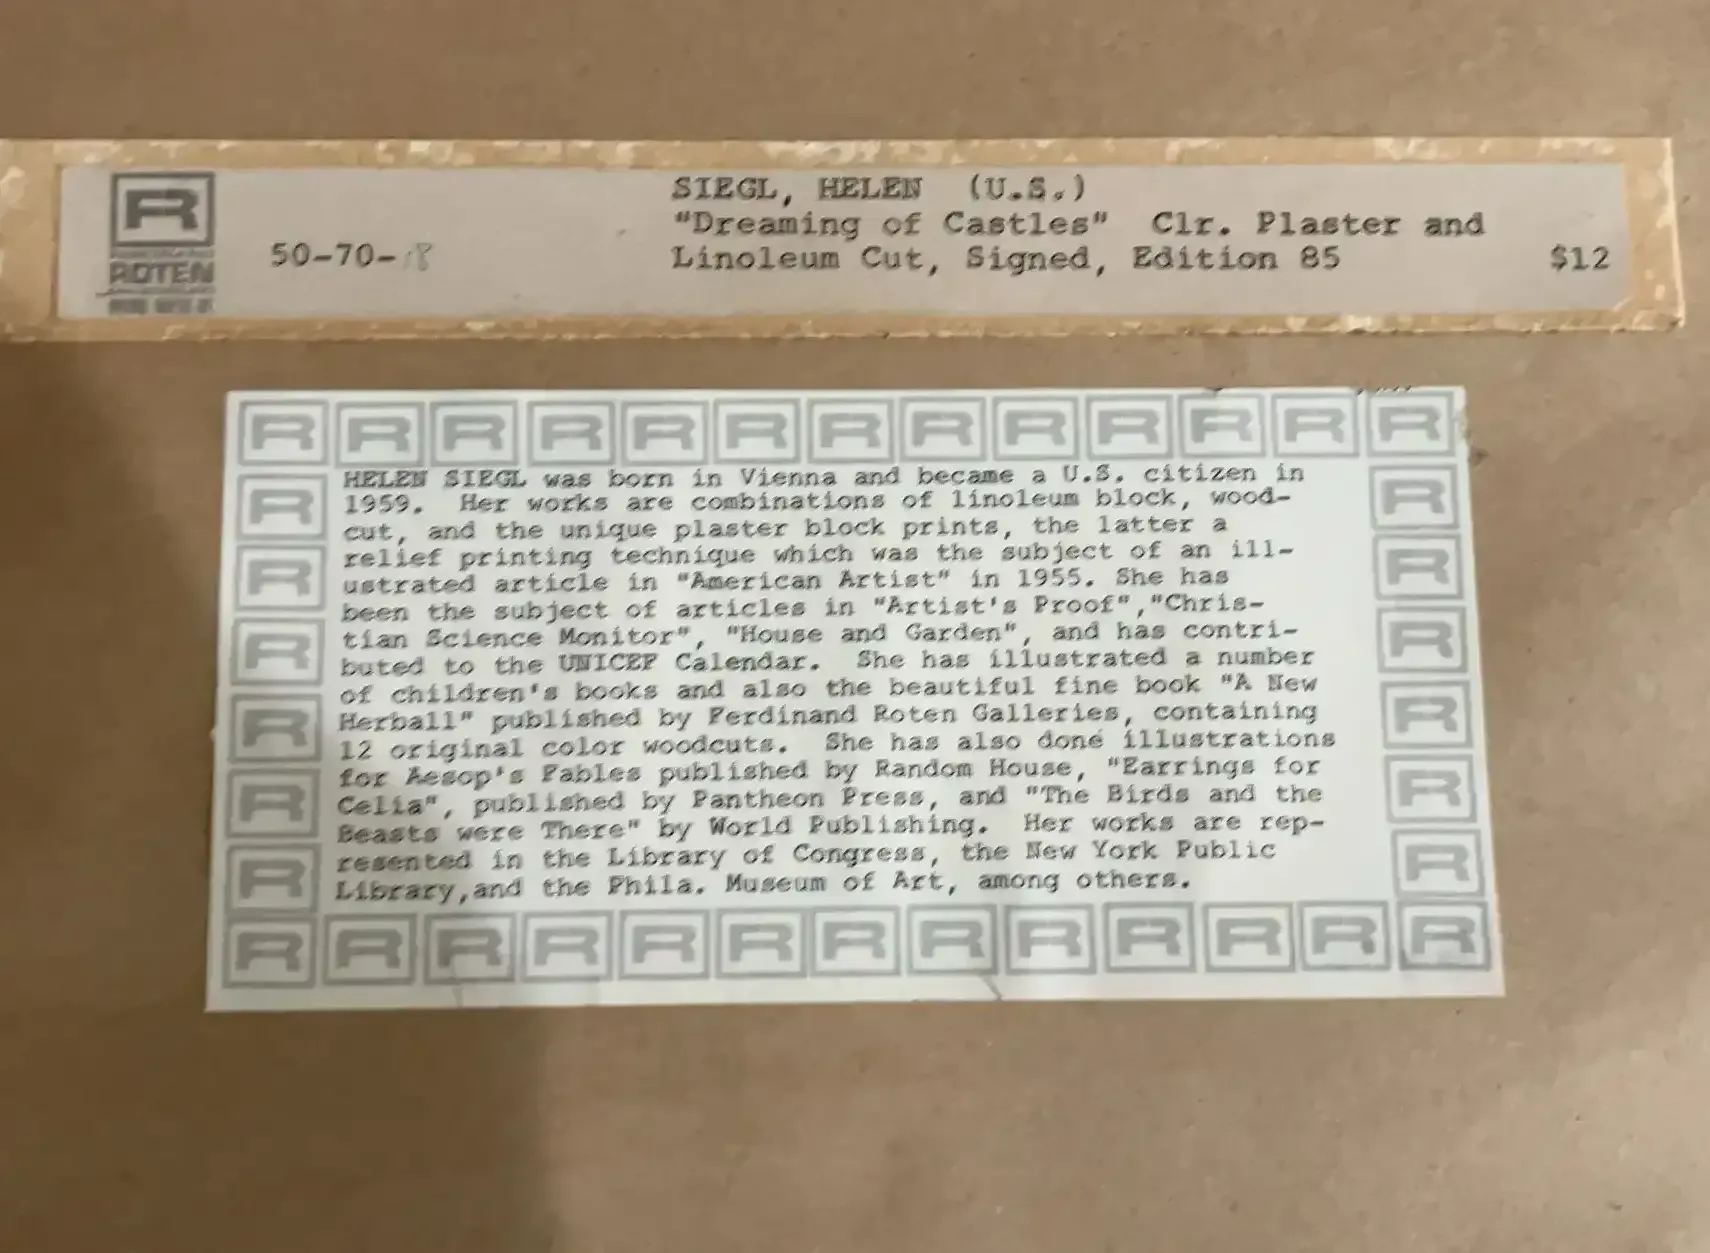 R
ROTEN
50-70-18
SIEGL, HELEN (U.S.)
"Dreaming of Castles" Clr. Plaster and
Linoleum Cut, Signed, Edition 85 $12
R R R R R R R R R R R R R
HELEN SIEGL was born in Vienna and became a U.S. citizen in
1959. Her works are combinations of linoleum block, wood-
cut, and the unique plaster block prints, the latter a
relief printing technique which was the subject of an ill-
ustrated article in "American Artist" in 1955. She has
been the subject of articles in "Artist's Proof","Chris-
tian Science Monitor", "House and Garden", and has contri-
buted to the UNICEF Calendar. She has illustrated a number
of children's books and also the beautiful fine book "A New
Herball" published by Ferdinand Roten Galleries, containing
12 original color woodcuts. She has also done illustrations
for Aesop's Fables published by Random House, "Earrings for
Celia", published by Pantheon Press, and "The Birds and the
Beasts were There" by World Publishing. Her works are rep-
resented in the Library of Congress, the New York Public
Library,and the Phila. Museum of Art, among others.
R R R R R R R R R R R R R